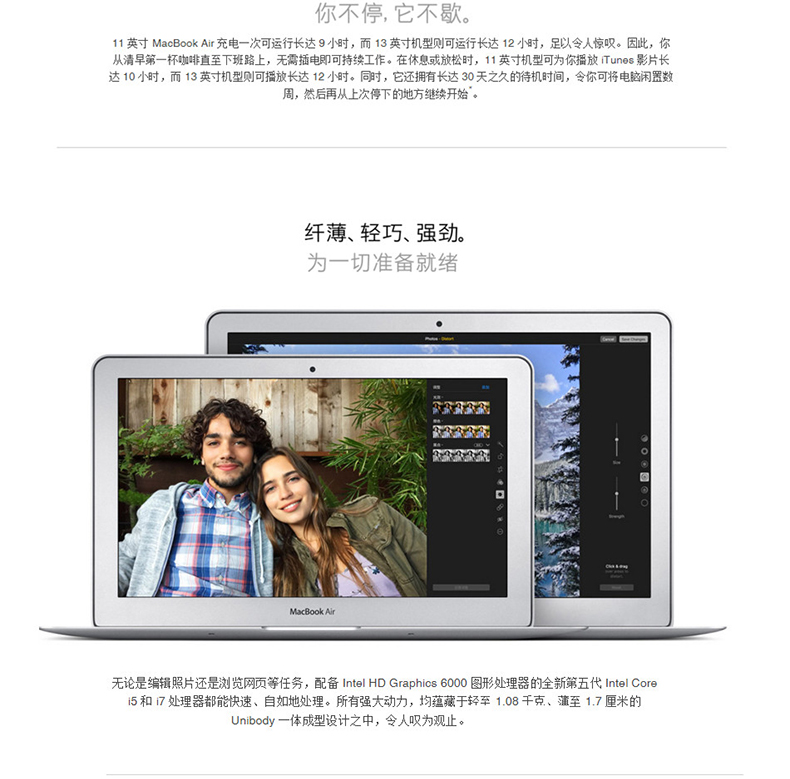 你不停,它不歇。
11 英寸 MacBook Air 充电一次可运行长达 9 小时，而 13 英寸机型则可运行长达 12 小时，足以令人惊叹。因此，你
从清早第一杯咖啡直至下班路上，无需插电即可持续工作。在休息或放松时，11 英寸机型可为你播放 iTunes 影片长
达 10 小时，而 13 英寸机型则可播放长达 12 小时。同时，它还拥有长达 30 天之久的待机时间，令你可将电脑闲置数
周，然后再从上次停下的地方继续开始*。
纤薄、轻巧、强劲。
为一切准备就绪
Photos - Distort
Cancel
Save Changes
Size
Strength
Click & drag
MacBook Air
无论是编辑照片还是浏览网页等任务，配备 Intel HD Graphics 6000 图形处理器的全新第五代 Intel Core
i5 和 i7 处理器都能快速、自如地处理。所有强大动力，均蕴藏于轻至 1.08 千克、薄至 1.7 厘米的
Unibody 一体成型设计之中，令人叹为观止。